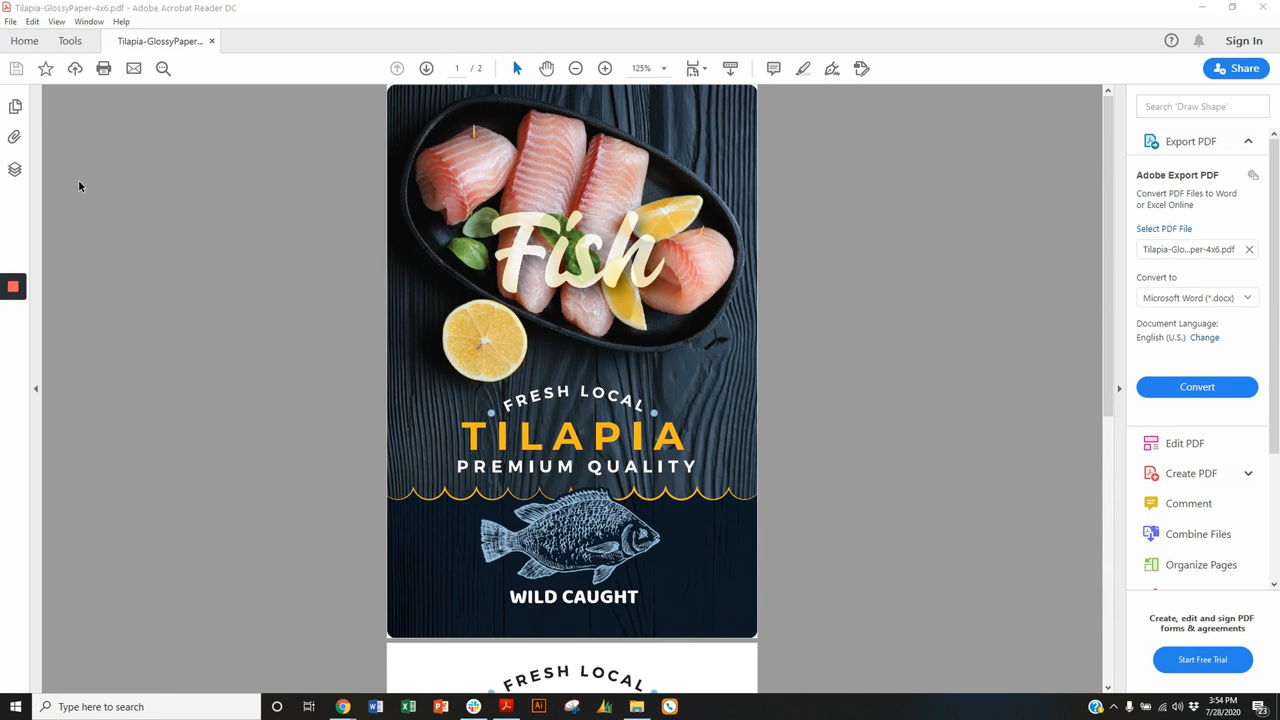 Tilapia-GlossyPaper-4x6.pdf - Adobe Acrobat Reader DC
File Edit View Window Help
Home Tools Tilapia-GlossyPaper... × Sign In
1 / 2 125% Share
Fish
FRESH LOCAL
TILAPIA
PREMIUM QUALITY
WILD CAUGHT
FRESH LOCAL
Search 'Draw Shape'
Export PDF
Adobe Export PDF
Convert PDF Files to Word
or Excel Online
Select PDF File
Tilapia-Glo...per-4x6.pdf
Convert to
Microsoft Word (*.docx)
Document Language:
English (U.S.) Change
Convert
Edit PDF
Create PDF
Comment
Combine Files
Organize Pages
Create, edit and sign PDF
forms & agreements
Start Free Trial
Type here to search
3:54 PM
7/28/2020
23